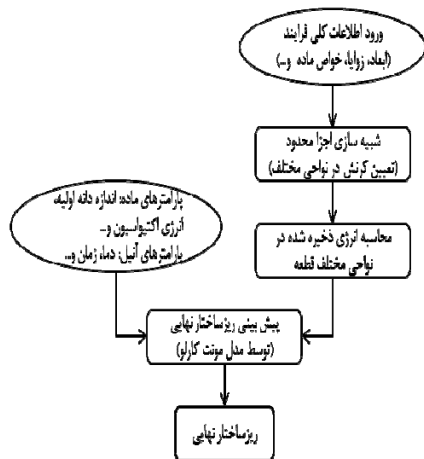 ورود اطلاعات کلی فرایند
(ابعاد، زوایا، خواص ماده و...)
شبیه سازی اجزا محدود
(تعیین کرنش در نواحی مختلف)
پارامترهای ماده: اندازه دانه اولیه،
انرژی اکتیواسیون و...
پارامترهای آنیل: دما، زمان و...
محاسبه انرژی ذخیره شده در
نواحی مختلف قطعه
پیش بینی ریزساختار نهایی
(توسط مدل مونت کارلو)
ریزساختار نهایی